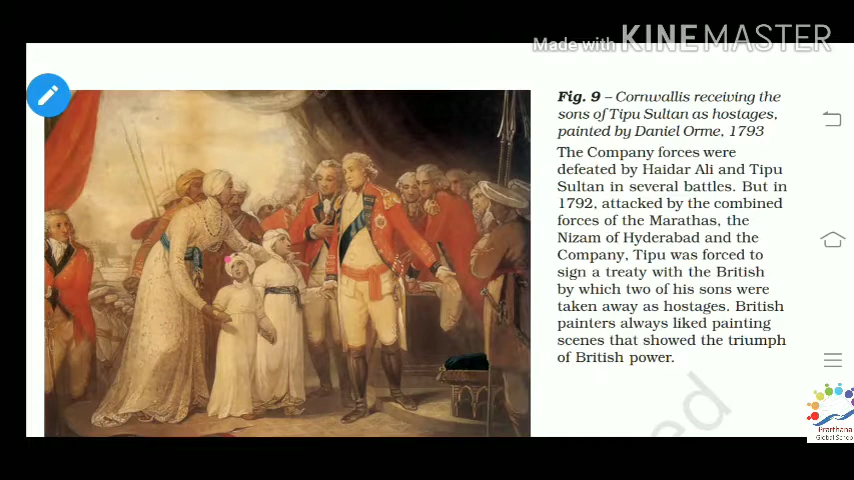 Made with KINEMASTER
Fig. 9 – Cornwallis receiving the
sons of Tipu Sultan as hostages,
painted by Daniel Orme, 1793
The Company forces were
defeated by Haidar Ali and Tipu
Sultan in several battles. But in
1792, attacked by the combined
forces of the Marathas, the
Nizam of Hyderabad and the
Company, Tipu was forced to
sign a treaty with the British
by which two of his sons were
taken away as hostages. British
painters always liked painting
scenes that showed the triumph
of British power.
ed
Prarthana
Global School